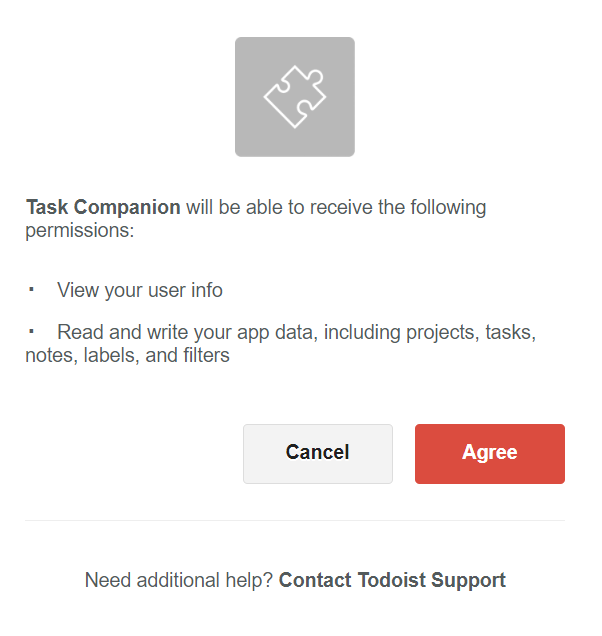 Task Companion will be able to receive the following
permissions:
· View your user info
· Read and write your app data, including projects, tasks,
notes, labels, and filters
Cancel Agree
Need additional help? Contact Todoist Support